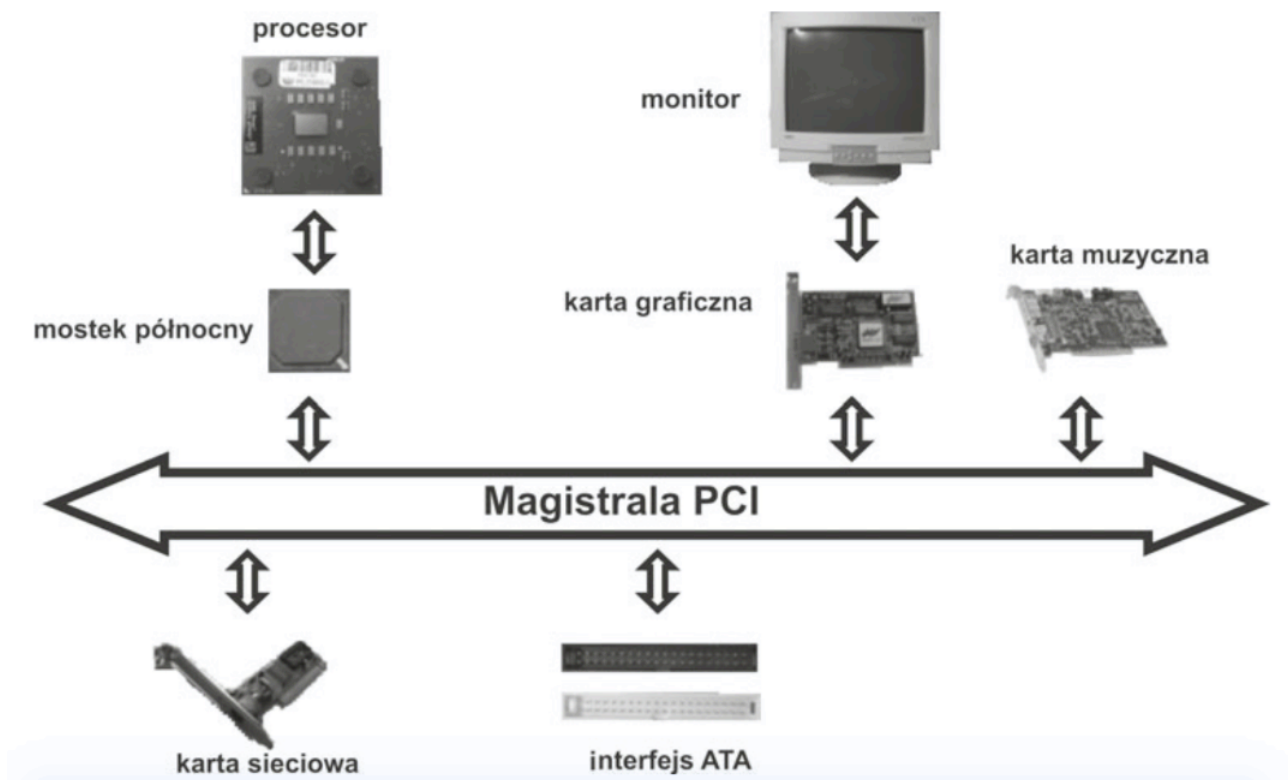 procesor
monitor
karta muzyczna
karta graficzna
mostek północny
Magistrala PCI
karta sieciowa
interfejs ATA